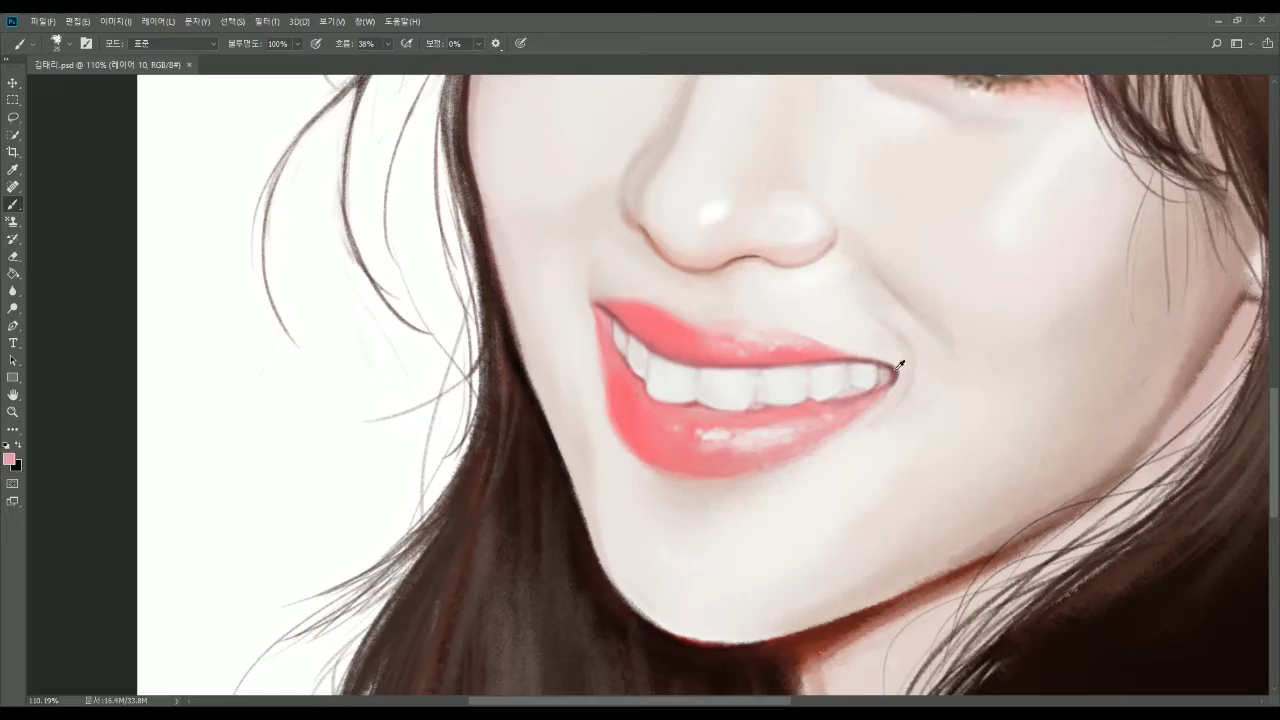 Ps 파일(F) 편집(E) 이미지(I) 레이어(L) 문자(Y) 선택(S) 필터(T) 3D(D) 보기(V) 창(W) 도움말(H)
25 모드: 표준 불투명도: 100% 흐름: 38% 보정: 0%
김태리.psd @ 110% (레이어 10, RGB/8#) ×
T
110.19% 문서:16.4M/33.8M